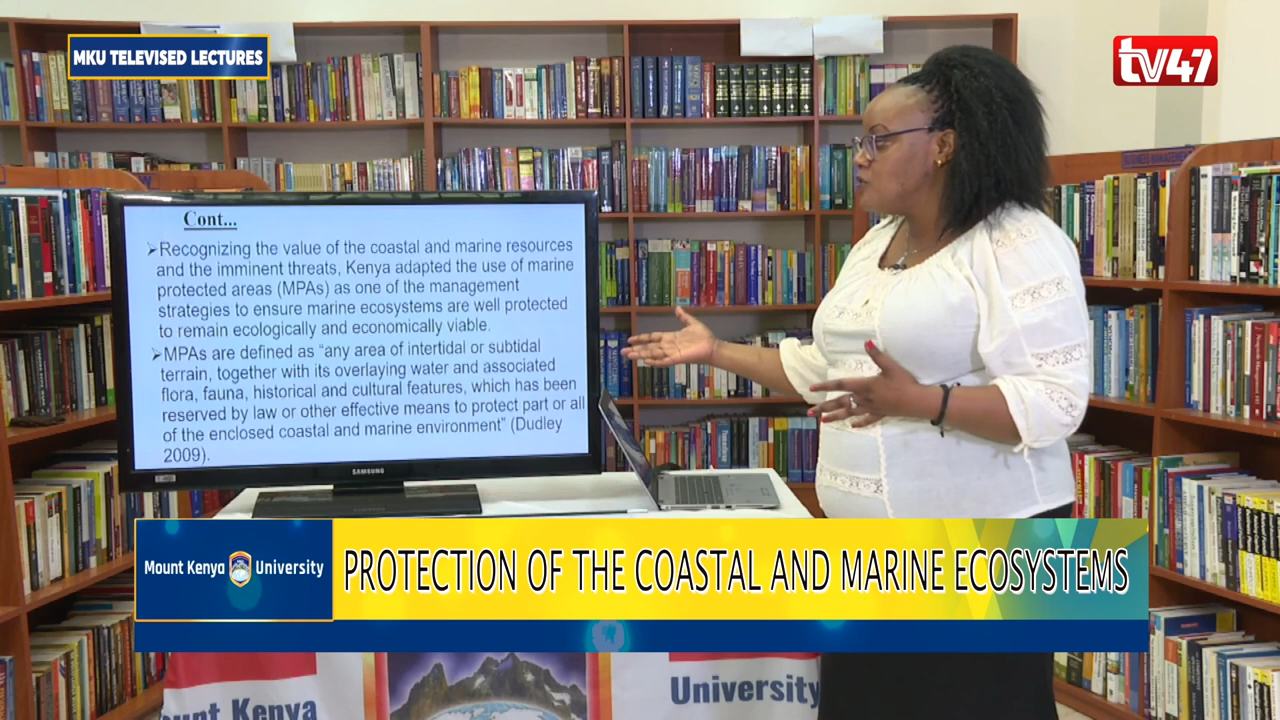 MKU TELEVISED LECTURES
tv47
BUSINESS MANAGEMENT
Cont...
➢Recognizing the value of the coastal and marine resources
and the imminent threats, Kenya adapted the use of marine
protected areas (MPAs) as one of the management
strategies to ensure marine ecosystems are well protected
to remain ecologically and economically viable.
➢MPAs are defined as “any area of intertidal or subtidal
terrain, together with its overlaying water and associated
flora, fauna, historical and cultural features, which has been
reserved by law or other effective means to protect part or all
of the enclosed coastal and marine environment” (Dudley
2009).
SAMSUNG
Mount Kenya University
PROTECTION OF THE COASTAL AND MARINE ECOSYSTEMS
University
Kenya